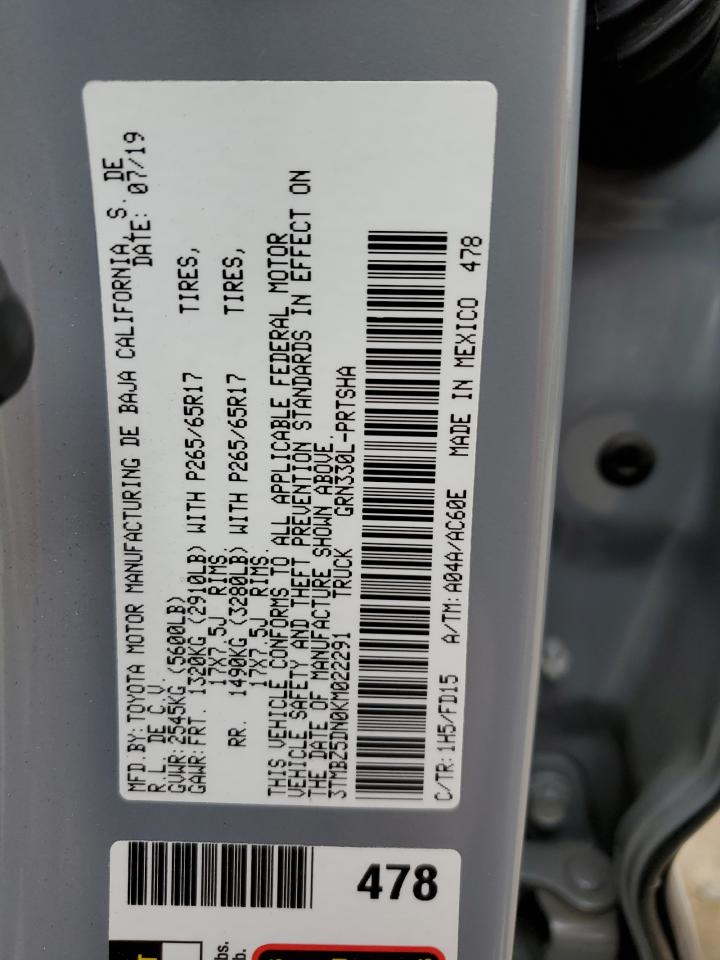 MFD.BY:TOYOTA MOTOR MANUFACTURING DE BAJA CALIFORNIA,S. DE
R.L. DE C.V. DATE: 07/19
GVWR:2545KG(5600LB)
GAWR:FRT. 1320KG (2910LB) WITH P265/65R17 TIRES,
17X7.5J RIMS.
RR. 1490KG (3280LB) WITH P265/65R17 TIRES,
17X7.5J RIMS.
THIS VEHICLE CONFORMS TO ALL APPLICABLE FEDERAL MOTOR
VEHICLE SAFETY AND THEFT PREVENTION STANDARDS IN EFFECT ON
THE DATE OF MANUFACTURE SHOWN ABOVE.
3TMBZ5DN0KM022291 TRUCK GRN330L-PRTSHA
C/TR:1H5/FD15 A/TM:A04A/AC60E MADE IN MEXICO 478
478
bs.
b.